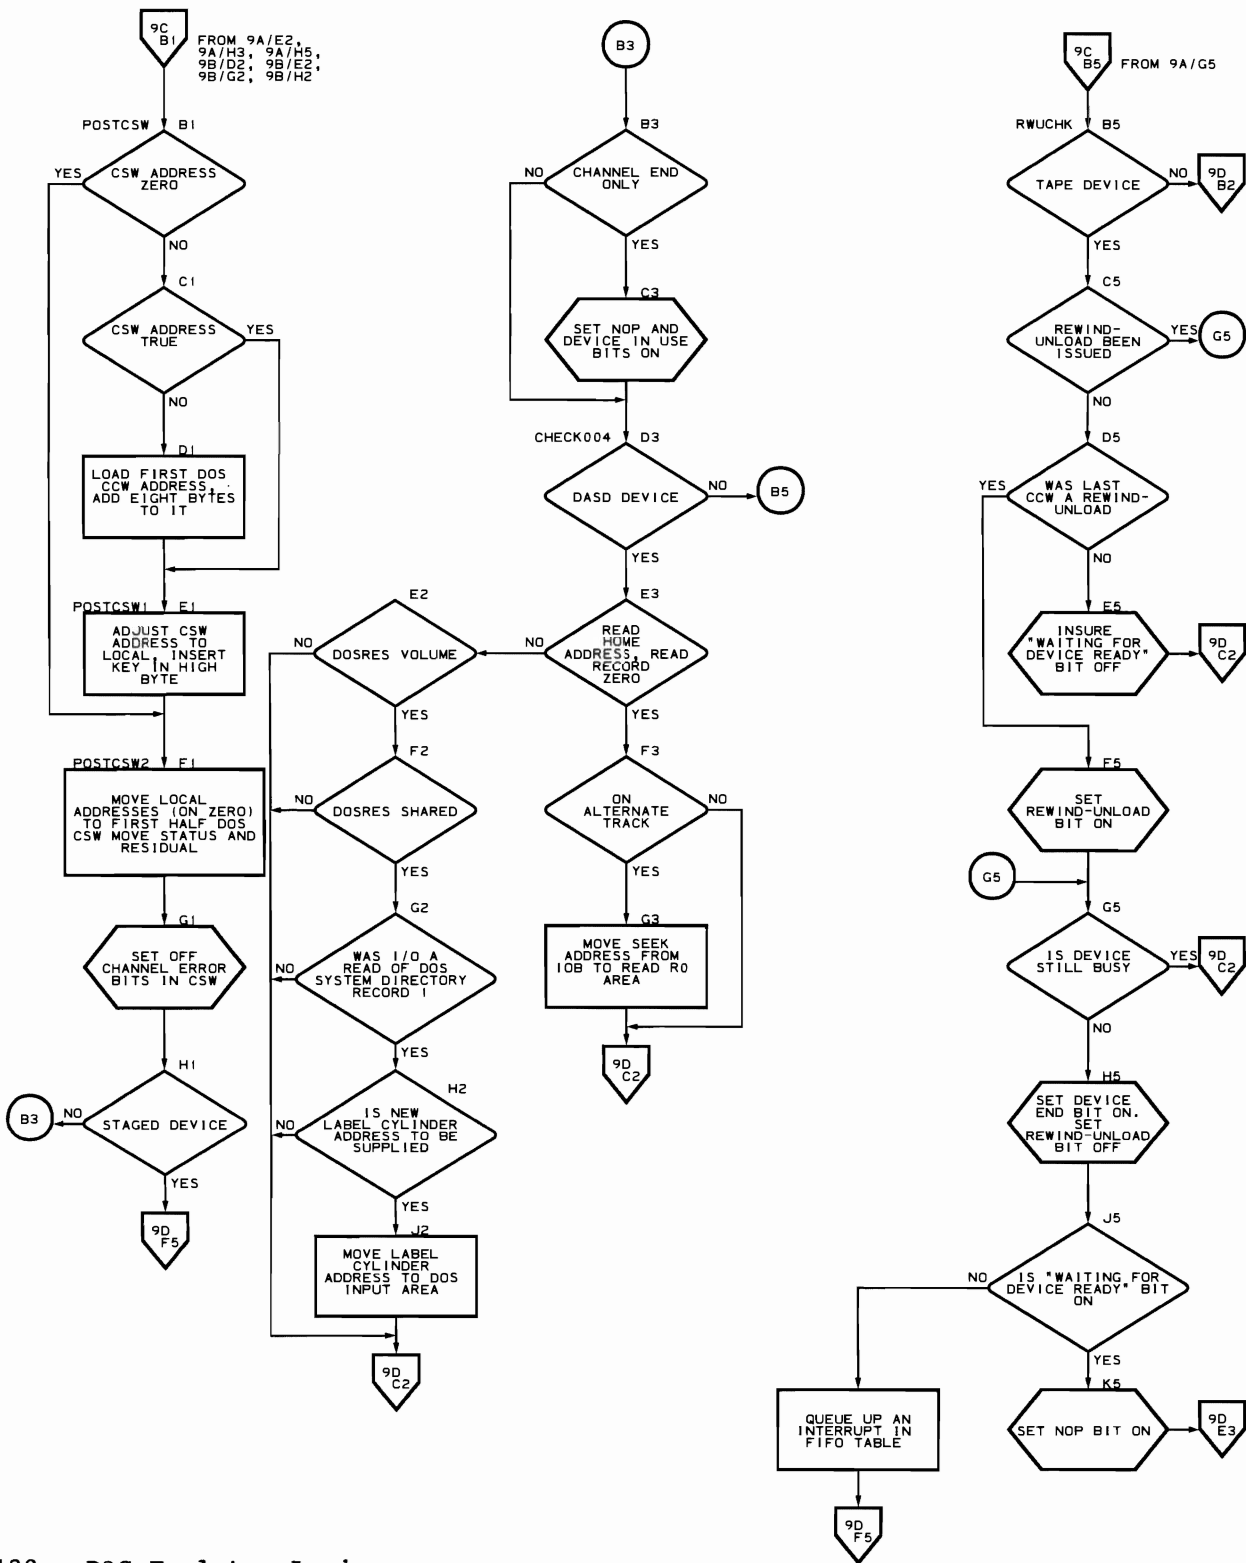 9C
B1
FROM 9A/E2,
9A/H3, 9A/H5,
9B/D2, 9B/E2,
9B/G2, 9B/H2
POSTCSW B1
CSW ADDRESS
ZERO
YES
NO
C1
CSW ADDRESS
TRUE
YES
NO
D1
LOAD FIRST DOS
CCW ADDRESS,
ADD EIGHT BYTES
TO IT
POSTCSW1 E1
ADJUST CSW
ADDRESS TO
LOCAL, INSERT
KEY IN HIGH
BYTE
POSTCSW2 F1
MOVE LOCAL
ADDRESSES (ON ZERO)
TO FIRST HALF DOS
CSW MOVE STATUS AND
RESIDUAL
G1
SET OFF
CHANNEL ERROR
BITS IN CSW
H1
STAGED DEVICE
NO
B3
YES
9D
F5
E2
DOSRES VOLUME
NO
YES
F2
DOSRES SHARED
NO
YES
G2
WAS I/O A
READ OF DOS
SYSTEM DIRECTORY
RECORD 1
NO
YES
H2
IS NEW
LABEL CYLINDER
ADDRESS TO BE
SUPPLIED
NO
YES
J2
MOVE LABEL
CYLINDER
ADDRESS TO DOS
INPUT AREA
9D
C2
B3
B3
CHANNEL END
ONLY
NO
YES
C3
SET NOP AND
DEVICE IN USE
BITS ON
CHECK004 D3
DASD DEVICE
NO
B5
YES
E3
READ
HOME
ADDRESS, READ
RECORD
ZERO
NO
YES
F3
ON
ALTERNATE
TRACK
NO
YES
G3
MOVE SEEK
ADDRESS FROM
IOB TO READ R0
AREA
9D
C2
9C
B5
FROM 9A/G5
RWUCHK B5
TAPE DEVICE
NO
9D
B2
YES
C5
REWIND-
UNLOAD BEEN
ISSUED
YES
G5
NO
D5
WAS LAST
CCW A REWIND-
UNLOAD
YES
NO
E5
INSURE
"WAITING FOR
DEVICE READY"
BIT OFF
9D
C2
F5
SET
REWIND-UNLOAD
BIT ON
G5
G5
IS DEVICE
STILL BUSY
YES
9D
C2
NO
H5
SET DEVICE
END BIT ON.
SET
REWIND-UNLOAD
BIT OFF
J5
IS "WAITING FOR
DEVICE READY" BIT
ON
NO
YES
K5
SET NOP BIT ON
9D
E3
QUEUE UP AN
INTERRUPT IN
FIFO TABLE
9D
F5